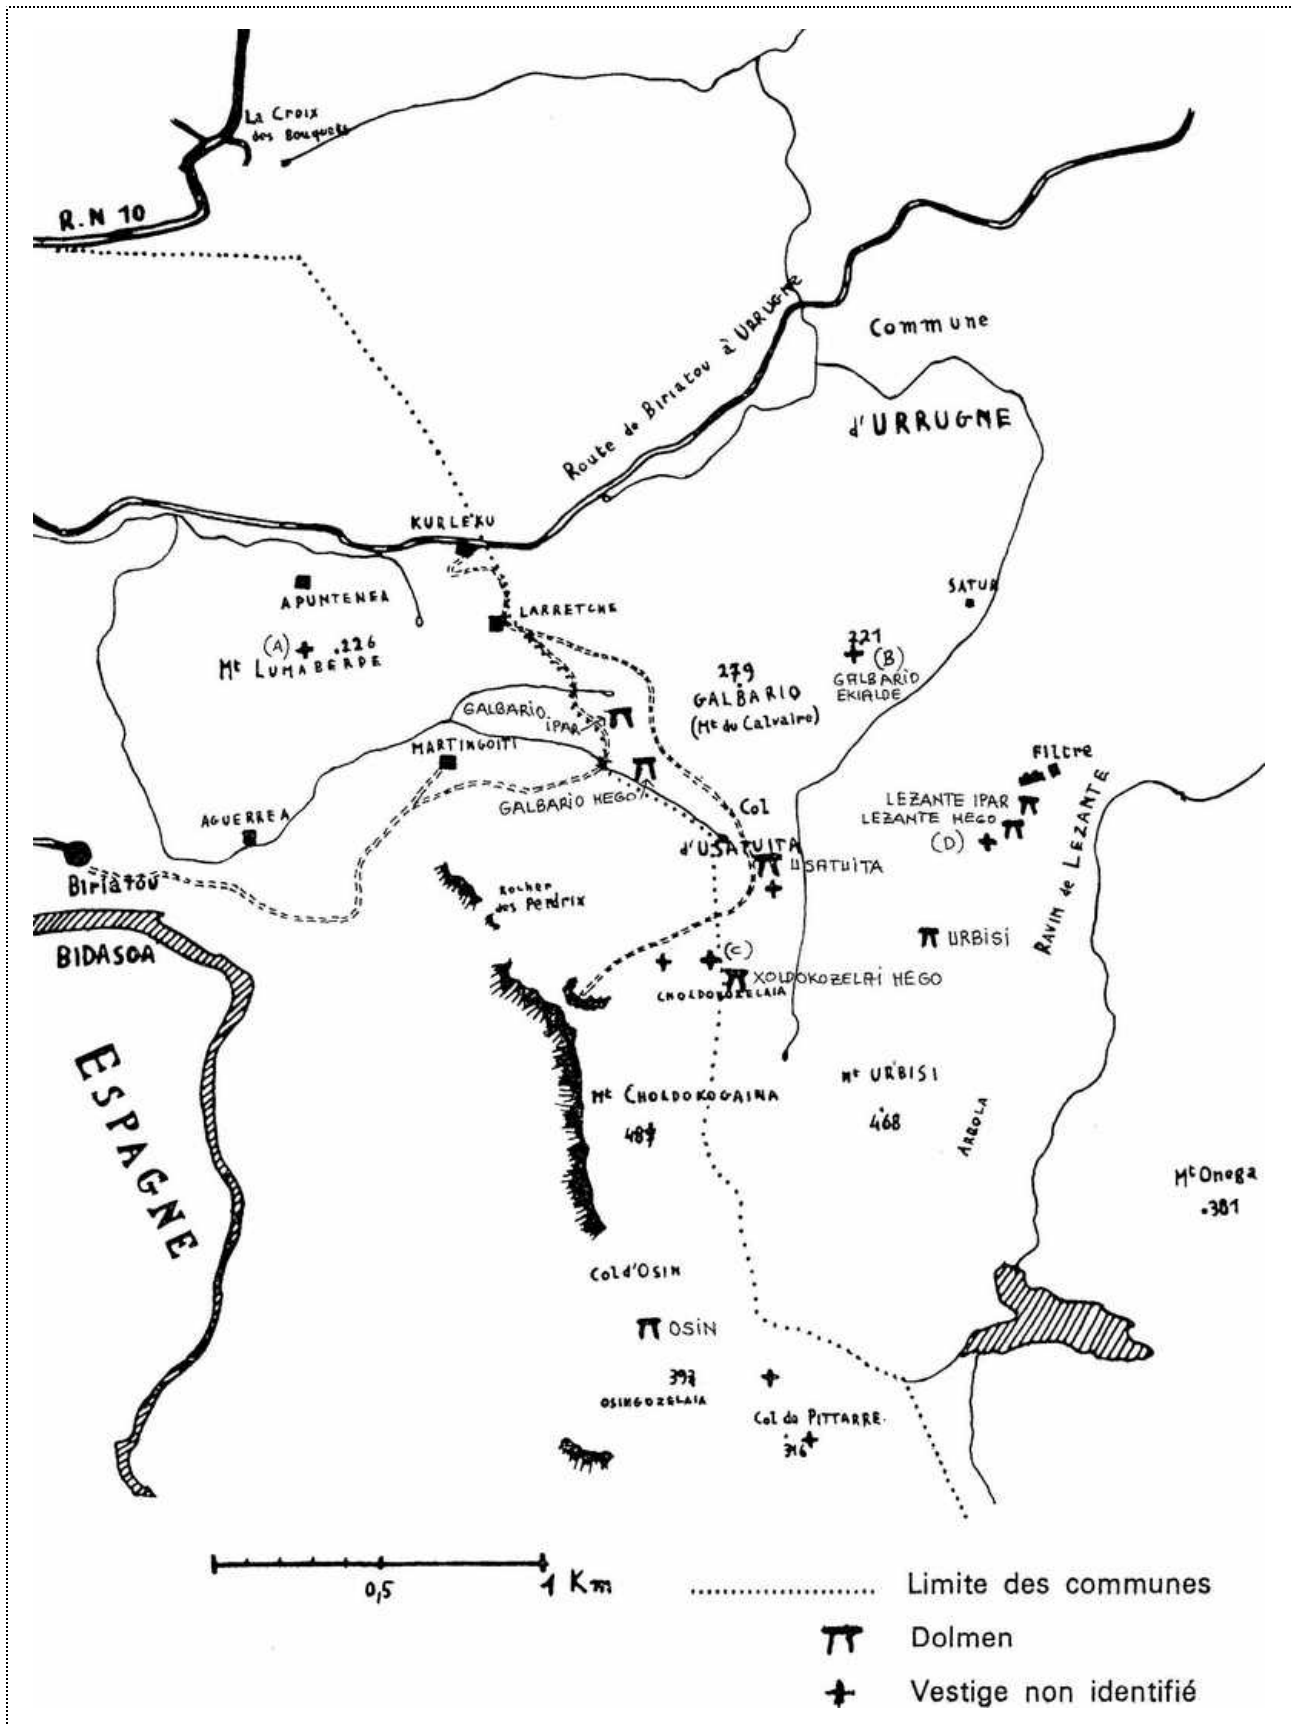 La Croix
des Bouquets
R.N 10
Route de Biriatou à URRUGNE
Commune
d'URRUGNE
KURLEKU
APUNTENEA
LARRETCHE
SATUR
(A)
.226
Mt LUMABERDE
221
(B)
GALBARIO
EKIALDE
279
GALBARIO
(Mt du Calvaire)
GALBARIO
IPAR
MARTINGOITI
GALBARIO HEGO
FILTRE
LEZANTE IPAR
LEZANTE HEGO
(D)
RAVIN de LEZANTE
AGUERREA
Col
d'USATUITA
USATUITA
Biriatou
Rocher
des Perdrix
BIDASOA
URBISI
(C)
XOLDOKOZELAI HEGO
CHOLDOKOZELAIA
ESPAGNE
Mt URBISI
468
Mt CHOLDOKOGAINA
ARROLA
Mt Onega
.381
Col d'OSIN
OSIN
OSINGOZELAIA
Col de PITTARRE.
316
0,5
1 Km
Limite des communes
Dolmen
Vestige non identifié